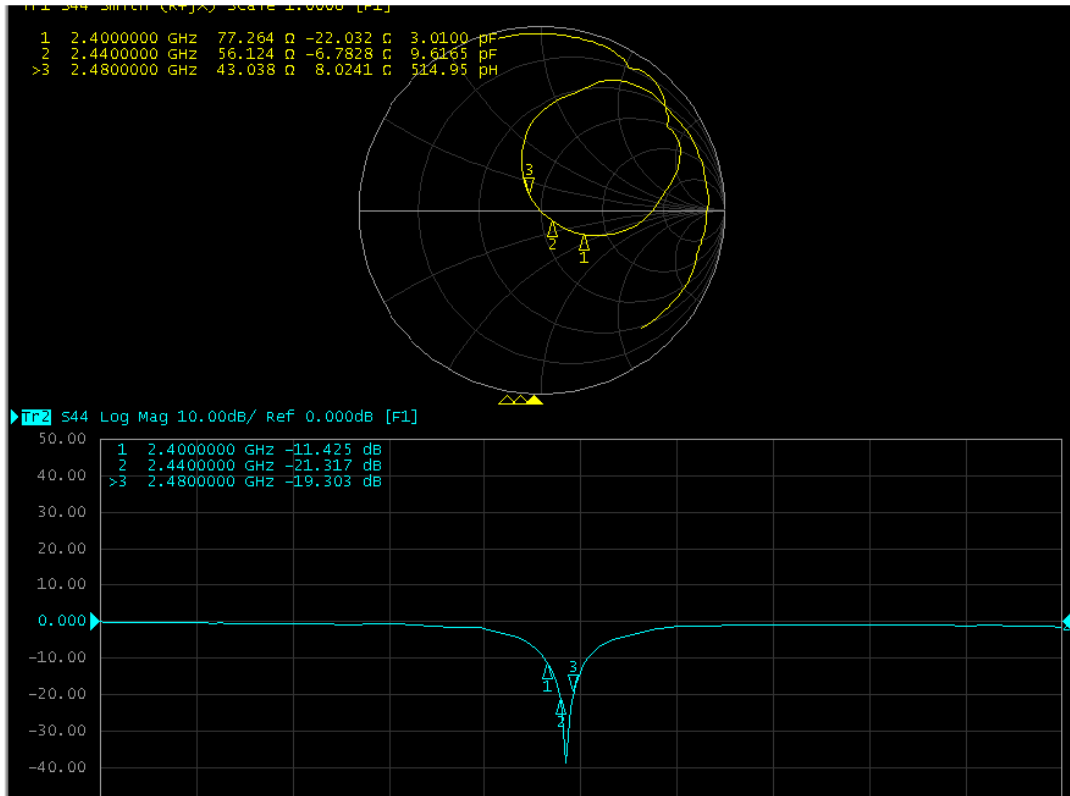 Tr1 S44 Smith (R+jX) Scale 1.000U [F1]
1 2.4000000 GHz 77.264 Ω -22.032 Ω 3.0100 pF
2 2.4400000 GHz 56.124 Ω -6.7828 Ω 9.6165 pF
>3 2.4800000 GHz 43.038 Ω 8.0241 Ω 514.95 pH
3
2
1
Tr2 S44 Log Mag 10.00dB/ Ref 0.000dB [F1]
50.00
1 2.4000000 GHz -11.425 dB
2 2.4400000 GHz -21.317 dB
>3 2.4800000 GHz -19.303 dB
40.00
30.00
20.00
10.00
0.000
-10.00
3
1
-20.00
2
-30.00
-40.00